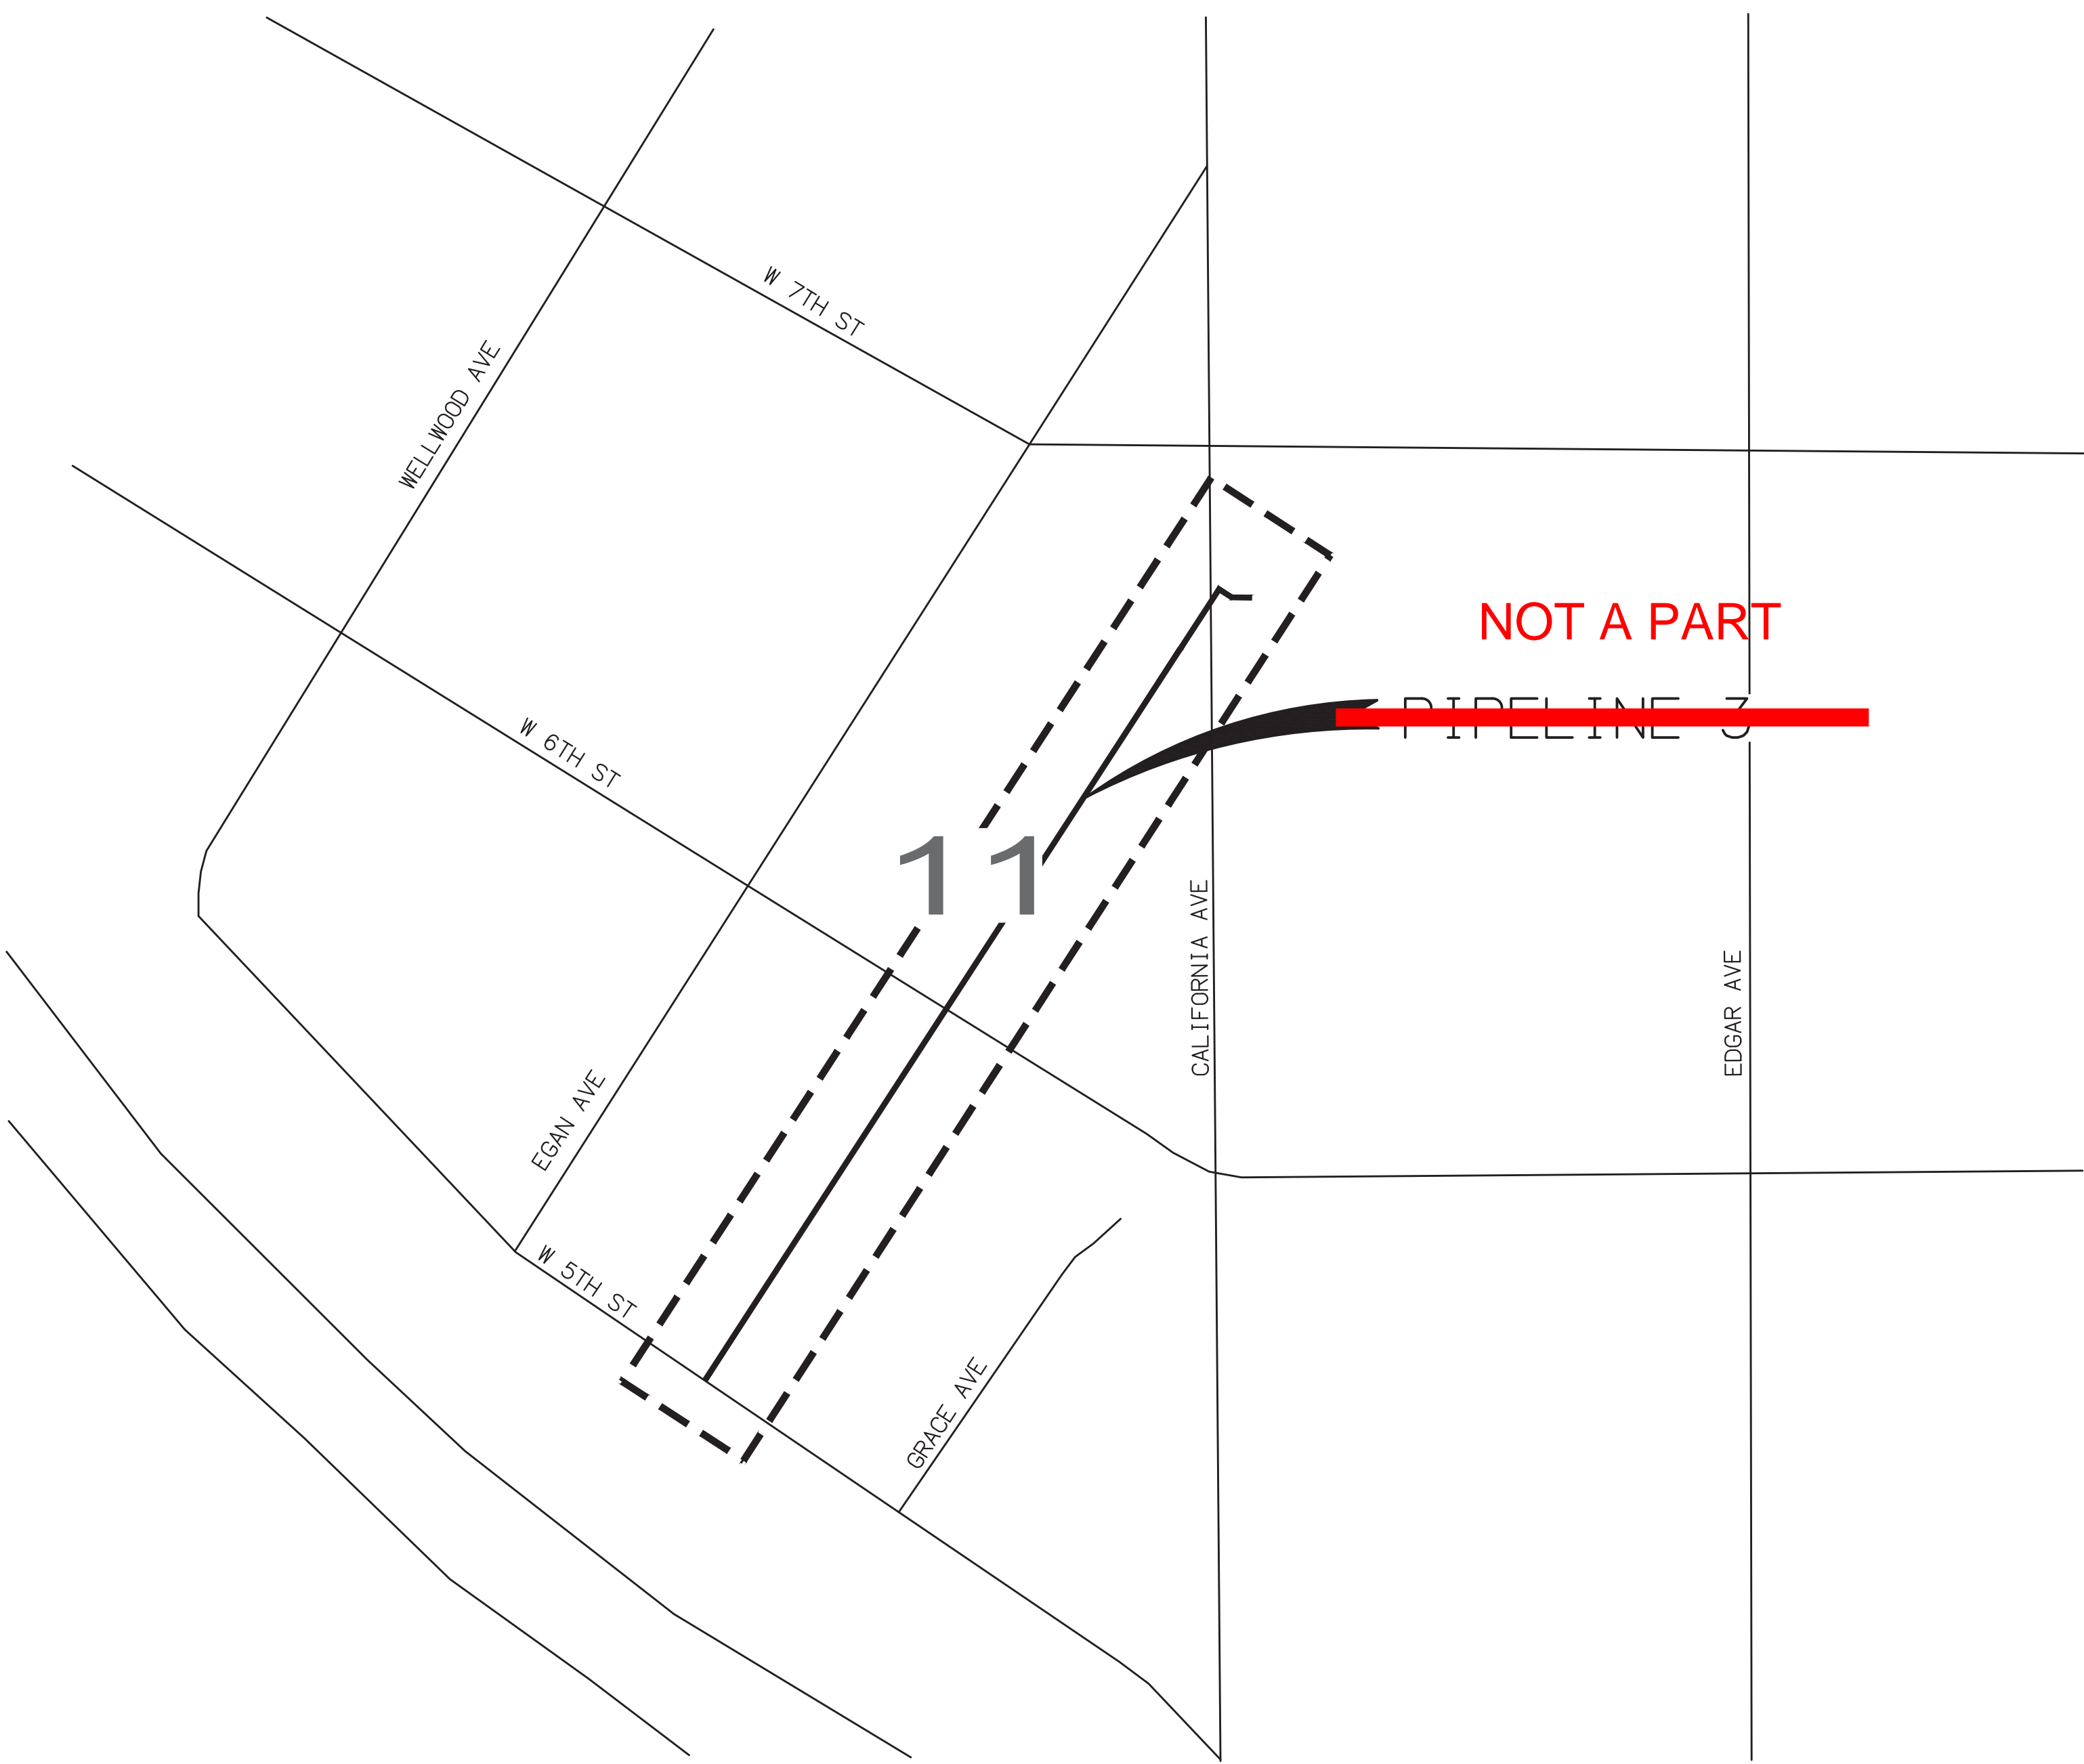 W 7TH ST
WELLWOOD AVE
NOT A PART
PIPELINE 3
W 6TH ST
11
CALIFORNIA AVE
EDGAR AVE
EGAN AVE
W 5TH ST
GRACE AVE